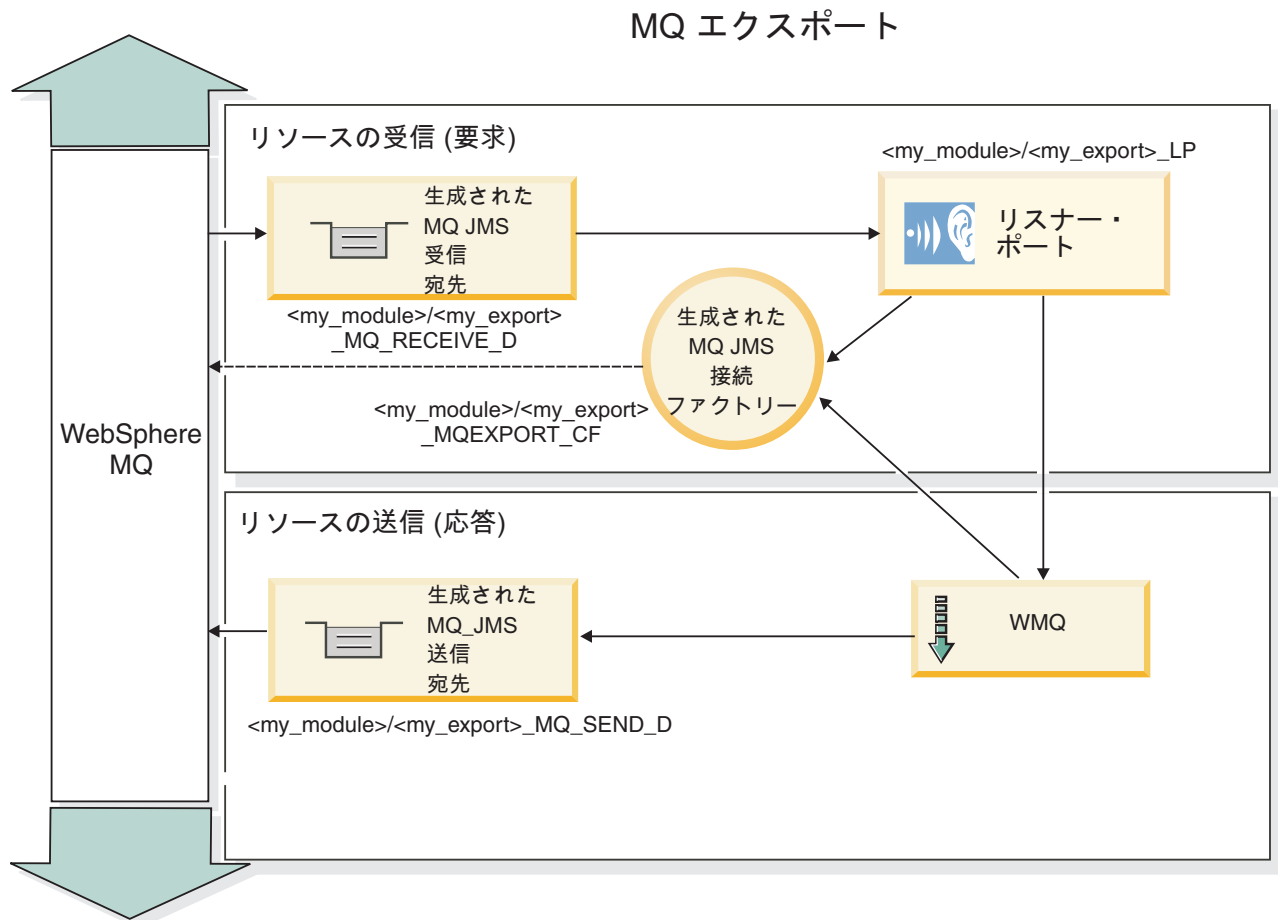 MQ エクスポート
リソースの受信 (要求)
<my_module>/<my_export>_LP
生成された
MQ JMS
受信
宛先
リスナー・
ポート
<my_module>/<my_export>
_MQ_RECEIVE_D
生成された
MQ JMS
接続
ファクトリー
<my_module>/<my_export>
_MQEXPORT_CF
WebSphere
MQ
リソースの送信 (応答)
生成された
MQ_JMS
送信
宛先
WMQ
<my_module>/<my_export>_MQ_SEND_D